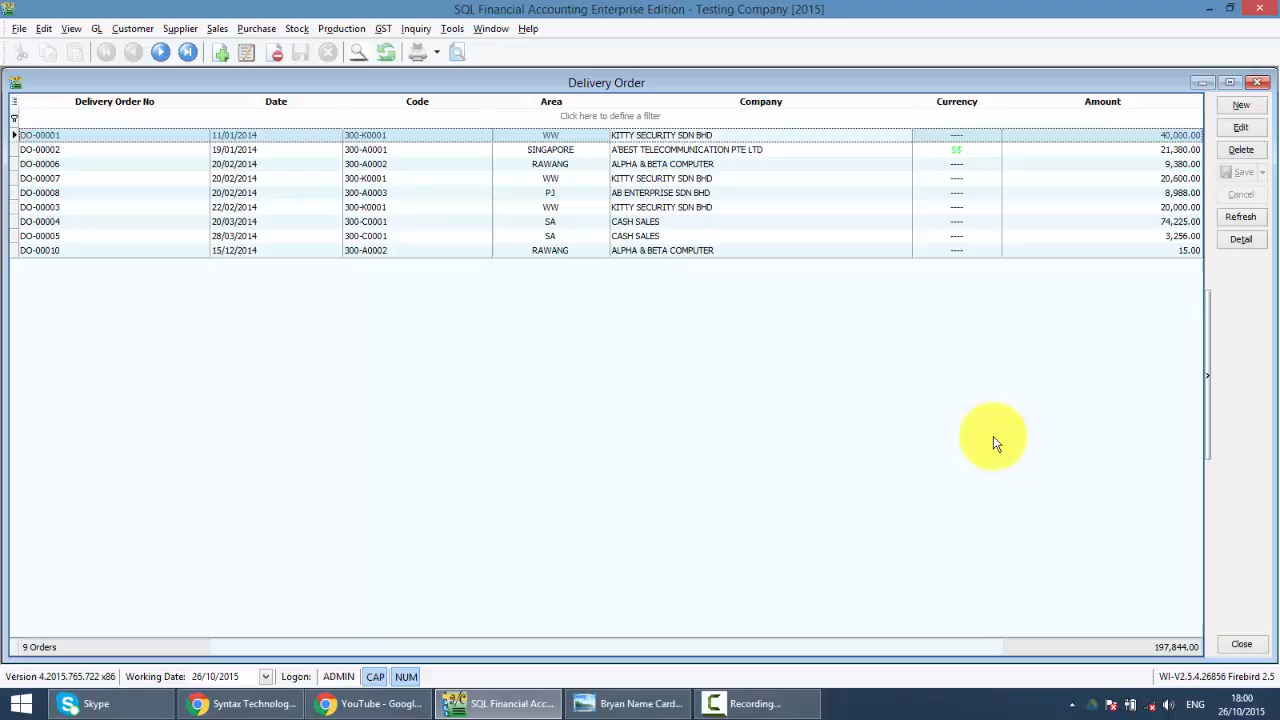 SQL Financial Accounting Enterprise Edition - Testing Company [2015]
File Edit View GL Customer Supplier Sales Purchase Stock Production GST Inquiry Tools Window Help
Delivery Order
Delivery Order No Date Code Area Company Currency Amount
Click here to define a filter
DO-00001 11/01/2014 300-K0001 WW KITTY SECURITY SDN BHD ---- 40,000.00
DO-00002 19/01/2014 300-A0001 SINGAPORE A'BEST TELECOMMUNICATION PTE LTD S$ 21,380.00
DO-00006 20/02/2014 300-A0002 RAWANG ALPHA & BETA COMPUTER ---- 9,380.00
DO-00007 20/02/2014 300-K0001 WW KITTY SECURITY SDN BHD ---- 20,600.00
DO-00008 20/02/2014 300-A0003 PJ AB ENTERPRISE SDN BHD ---- 8,988.00
DO-00003 22/02/2014 300-K0001 WW KITTY SECURITY SDN BHD ---- 20,000.00
DO-00004 20/03/2014 300-C0001 SA CASH SALES ---- 74,225.00
DO-00005 28/03/2014 300-C0001 SA CASH SALES ---- 3,256.00
DO-00010 15/12/2014 300-A0002 RAWANG ALPHA & BETA COMPUTER ---- 15.00
9 Orders 197,844.00
New
Edit
Delete
Save
Cancel
Refresh
Detail
Close
Version 4.2015.765.722 x86 Working Date: 26/10/2015 Logon: ADMIN CAP NUM WI-V2.5.4.26856 Firebird 2.5
Skype Syntax Technolog... YouTube - Googl... SQL Financial Acc... Bryan Name Card... Recording... ENG 18:00
26/10/2015